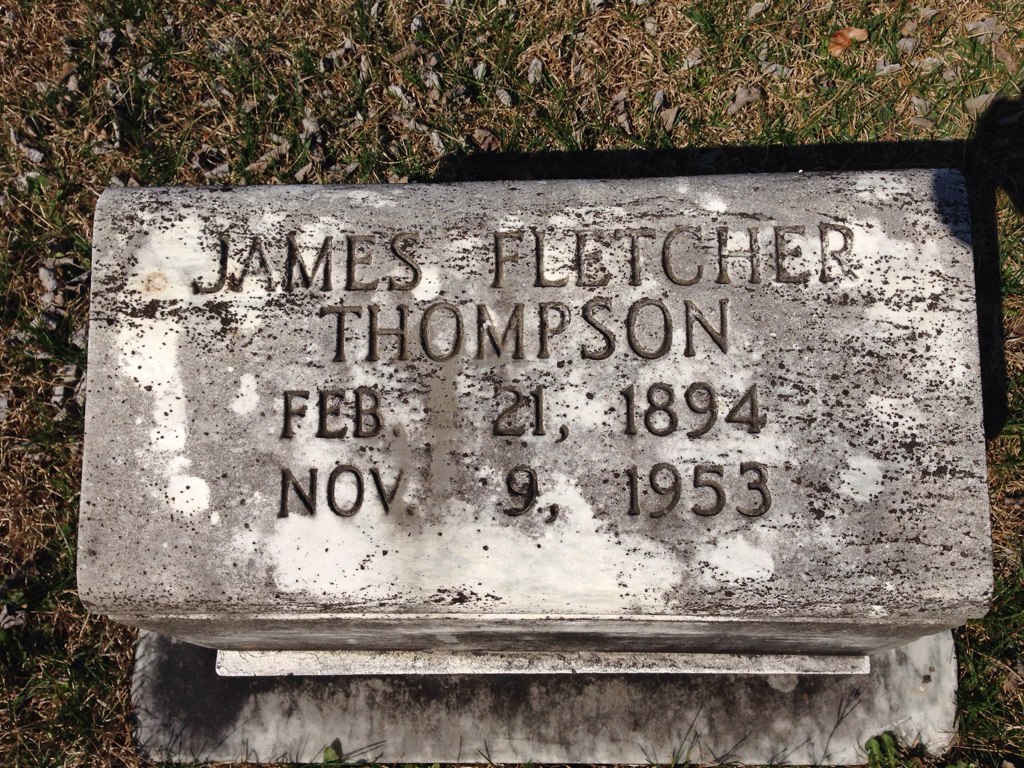 JAMES FLETCHER
THOMPSON
FEB. 21, 1894
NOV. 9, 1953